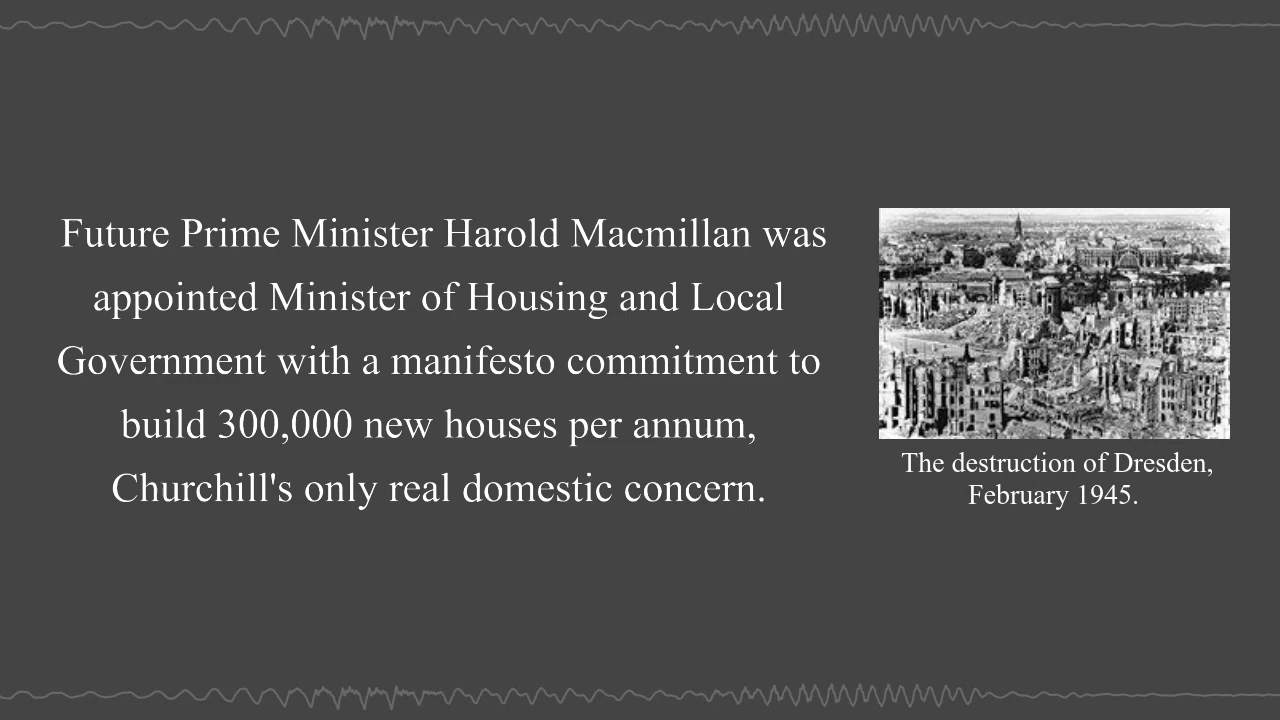 Future Prime Minister Harold Macmillan was
appointed Minister of Housing and Local
Government with a manifesto commitment to
build 300,000 new houses per annum,
Churchill's only real domestic concern.
The destruction of Dresden,
February 1945.